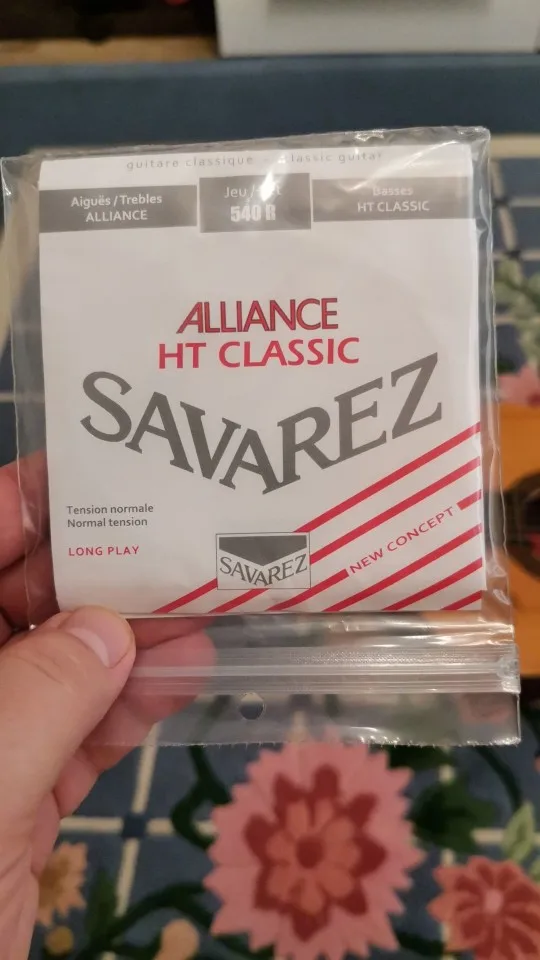 guitare classique - classic guitar
Aiguës / Trebles
ALLIANCE
Jeu /
540 R
Basses
HT CLASSIC
ALLIANCE
HT CLASSIC
SAVAREZ
Tension normale
Normal tension
LONG PLAY
SAVAREZ
NEW CONCEPT